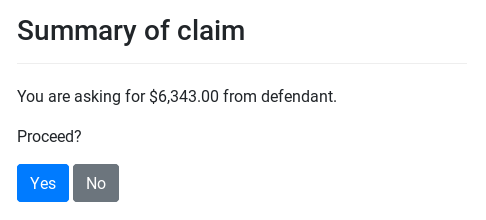 Summary of claim
You are asking for $6,343.00 from defendant.
Proceed?
Yes No